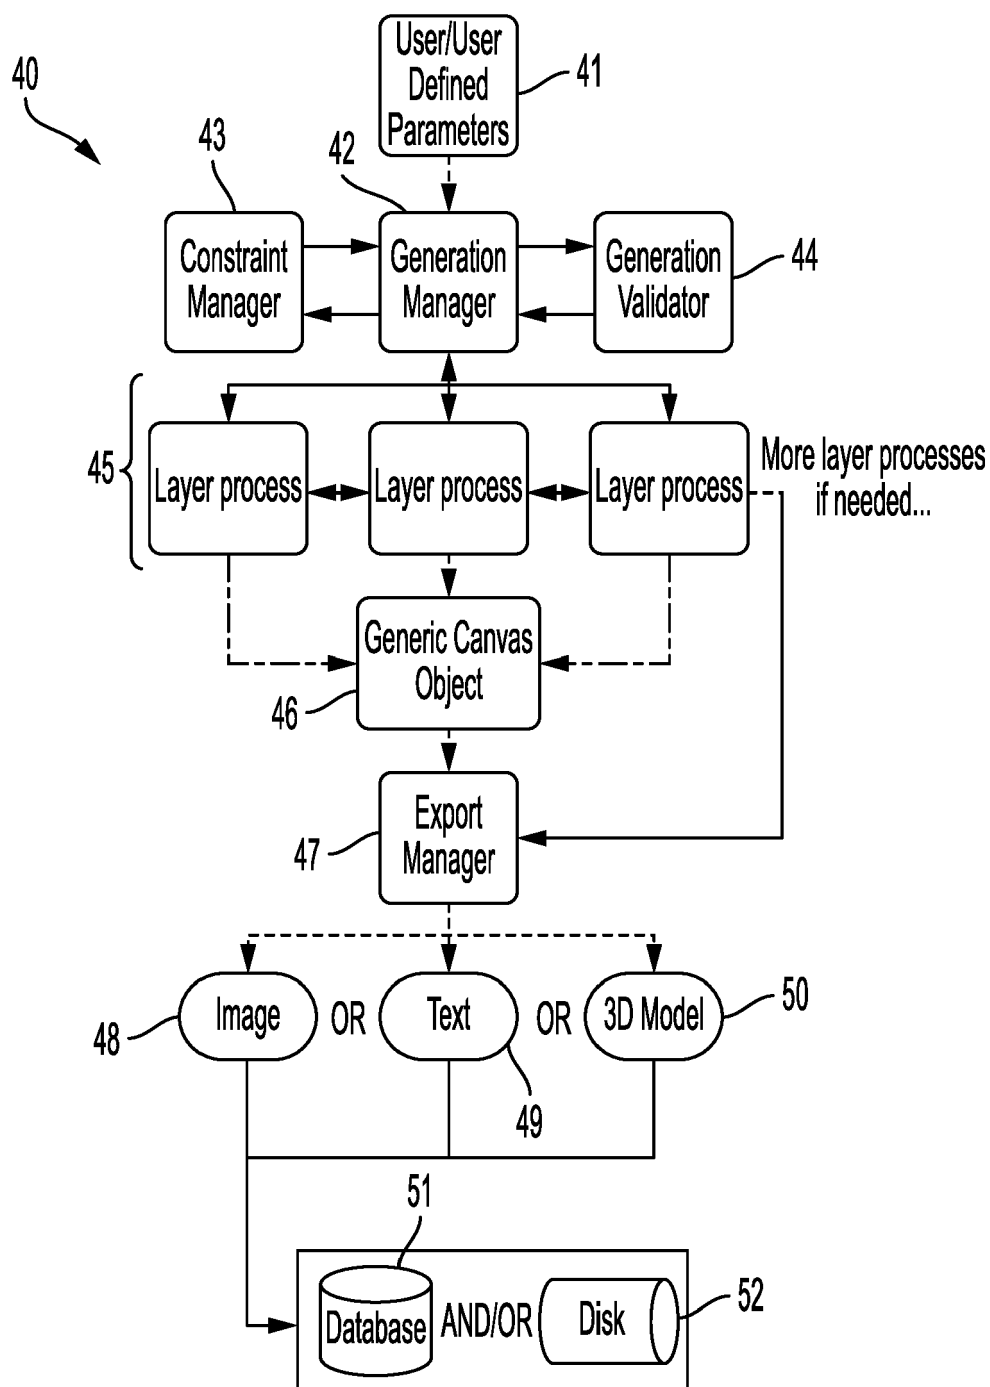 User/User
Defined
Parameters
41
40
43
42
Constraint
Manager
Generation
Manager
Generation
Validator
44
45
Layer process
Layer process
Layer process
More layer processes
if needed...
Generic Canvas
Object
46
Export
Manager
47
Image
OR
Text
OR
3D Model
50
48
49
51
Database
AND/OR
Disk
52